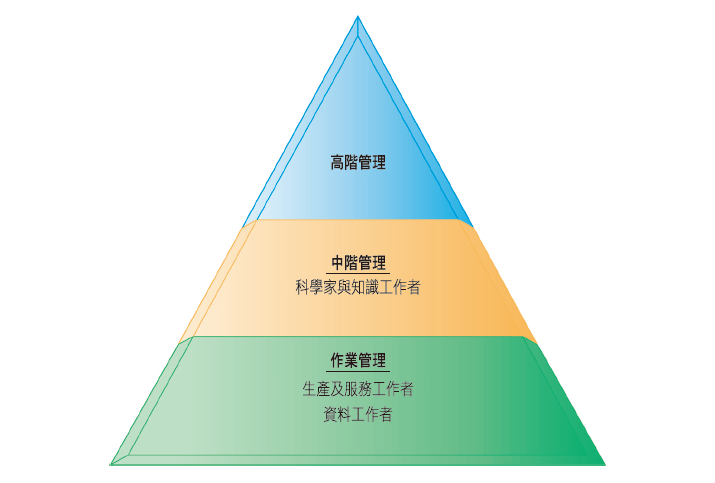 高階管理
中階管理
科學家與知識工作者
作業管理
生產及服務工作者
資料工作者